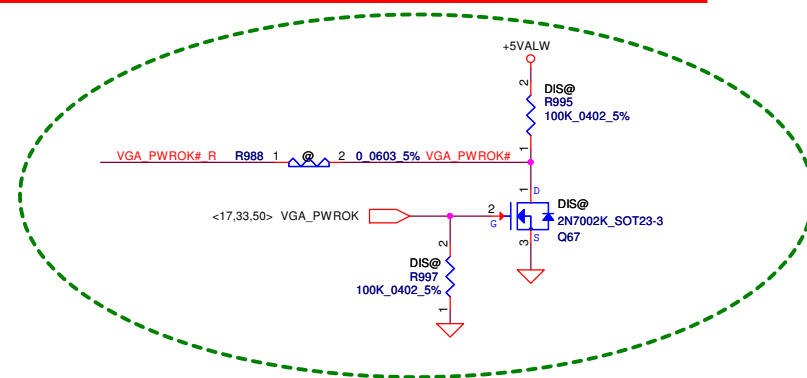 +5VALW
2
DIS@
R995
100K_0402_5%
1
VGA_PWROK#_R R988 1 @ 2 0_0603_5% VGA_PWROK#
1 D
DIS@
<17,33,50> VGA_PWROK 2 G
2N7002K_SOT23-3
3 S Q67
2
DIS@
R997
100K_0402_5%
1